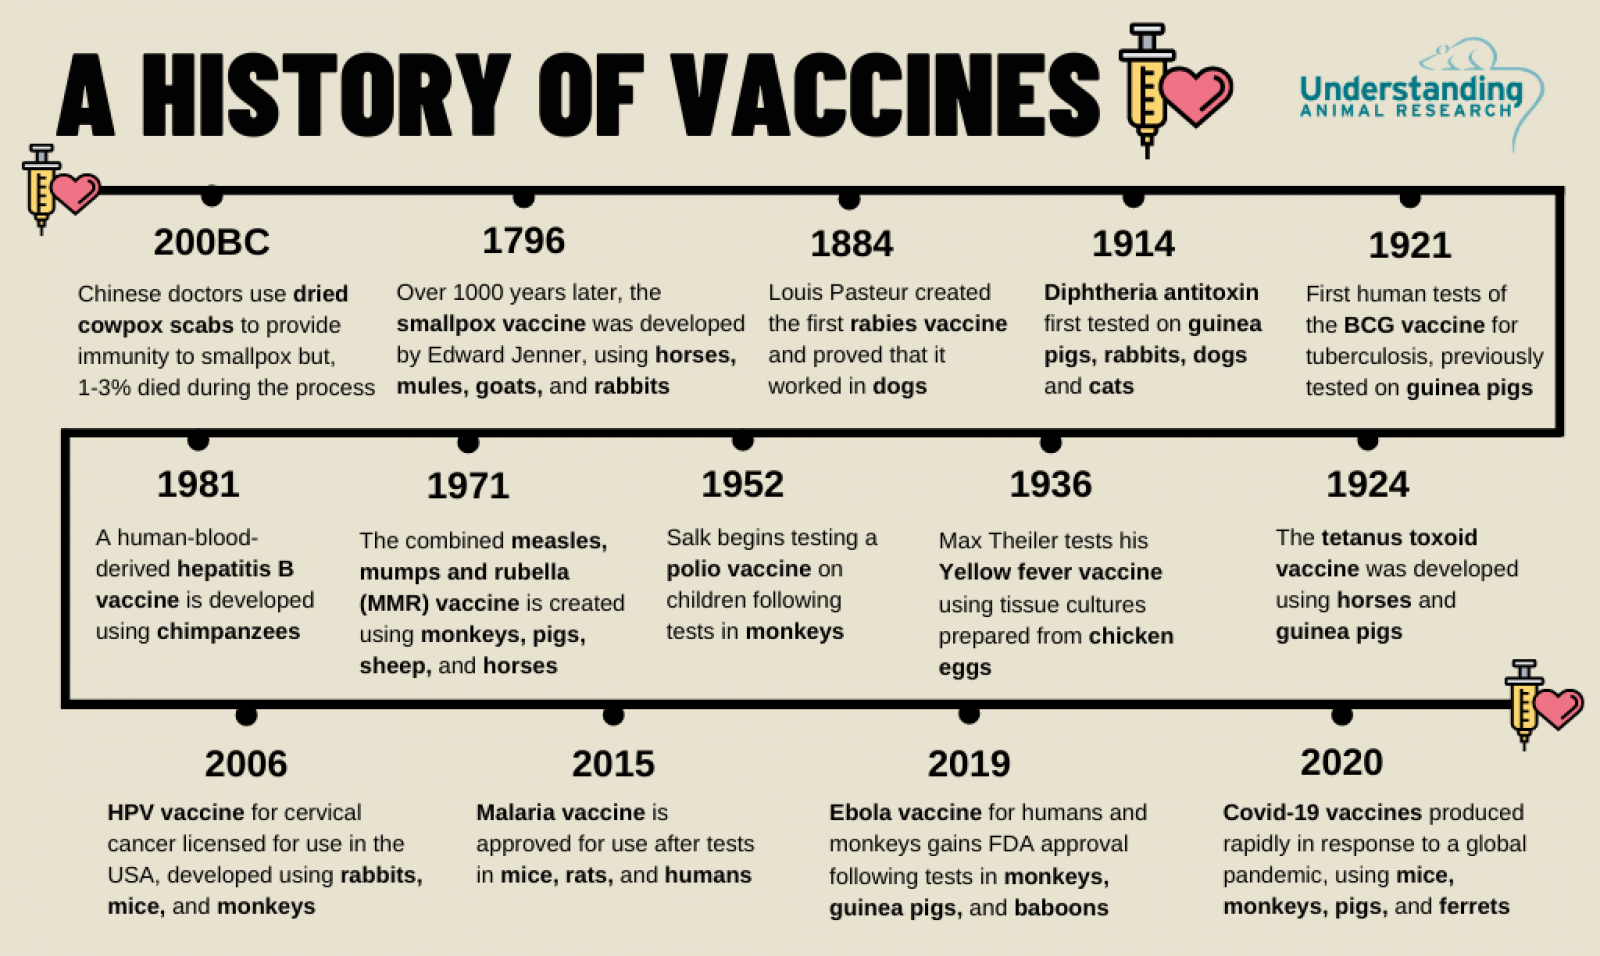 A HISTORY OF VACCINES
Understanding
ANIMAL RESEARCH
200BC
Chinese doctors use dried
cowpox scabs to provide
immunity to smallpox but,
1-3% died during the process
1796
Over 1000 years later, the
smallpox vaccine was developed
by Edward Jenner, using horses,
mules, goats, and rabbits
1884
Louis Pasteur created
the first rabies vaccine
and proved that it
worked in dogs
1914
Diphtheria antitoxin
first tested on guinea
pigs, rabbits, dogs
and cats
1921
First human tests of
the BCG vaccine for
tuberculosis, previously
tested on guinea pigs
1924
The tetanus toxoid
vaccine was developed
using horses and
guinea pigs
1936
Max Theiler tests his
Yellow fever vaccine
using tissue cultures
prepared from chicken
eggs
1952
Salk begins testing a
polio vaccine on
children following
tests in monkeys
1971
The combined measles,
mumps and rubella
(MMR) vaccine is created
using monkeys, pigs,
sheep, and horses
1981
A human-blood-
derived hepatitis B
vaccine is developed
using chimpanzees
2006
HPV vaccine for cervical
cancer licensed for use in the
USA, developed using rabbits,
mice, and monkeys
2015
Malaria vaccine is
approved for use after tests
in mice, rats, and humans
2019
Ebola vaccine for humans and
monkeys gains FDA approval
following tests in monkeys,
guinea pigs, and baboons
2020
Covid-19 vaccines produced
rapidly in response to a global
pandemic, using mice,
monkeys, pigs, and ferrets